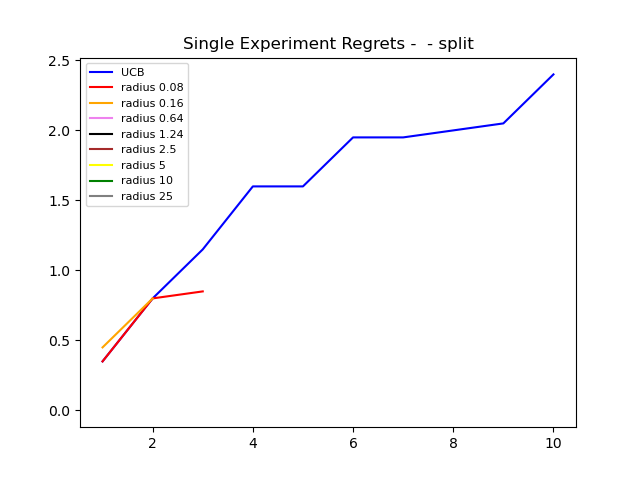 Single Experiment Regrets -  - split
2.5
2.0
1.5
1.0
0.5
0.0
UCB
radius 0.08
radius 0.16
radius 0.64
radius 1.24
radius 2.5
radius 5
radius 10
radius 25
2 4 6 8 10